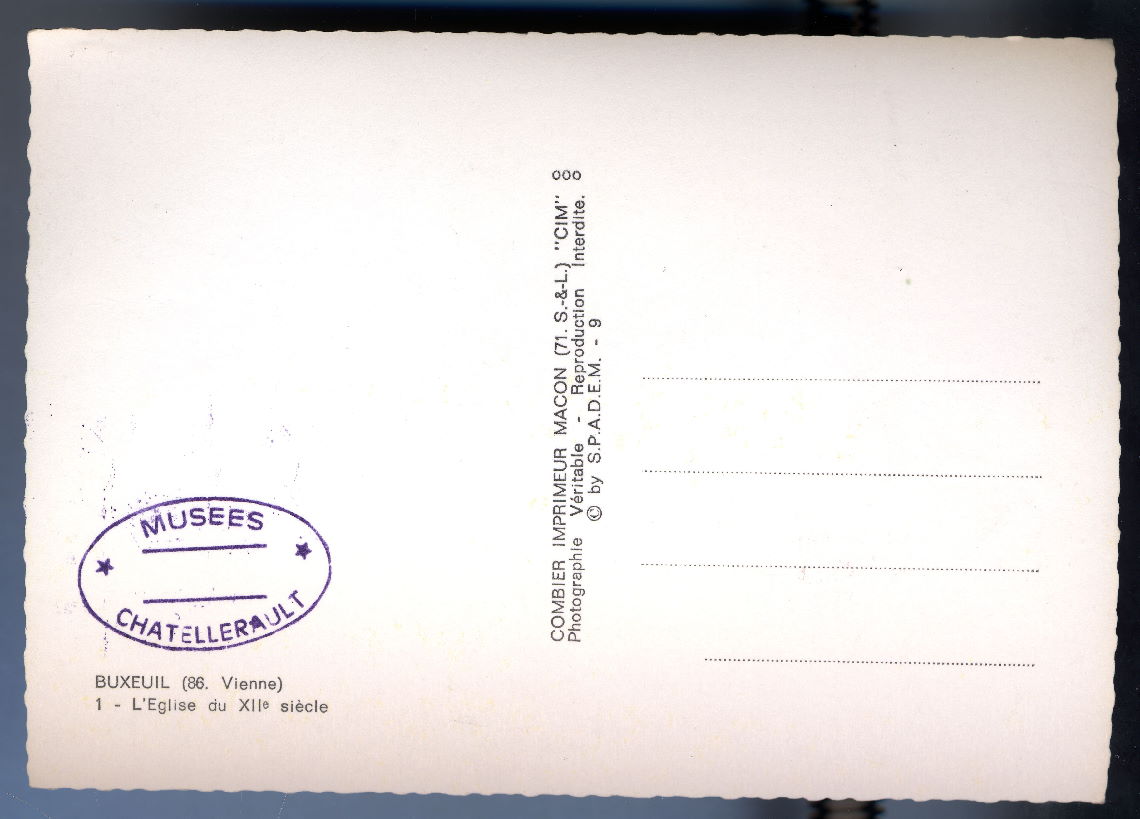 MUSEES
CHATELLERAULT
BUXEUIL (86. Vienne)
1 - L'Eglise du XIIe siècle
COMBIER IMPRIMEUR MACON (71. S.-&-L.) "CIM"
Photographie Véritable - Reproduction Interdite.
© by S.P.A.D.E.M. - 9